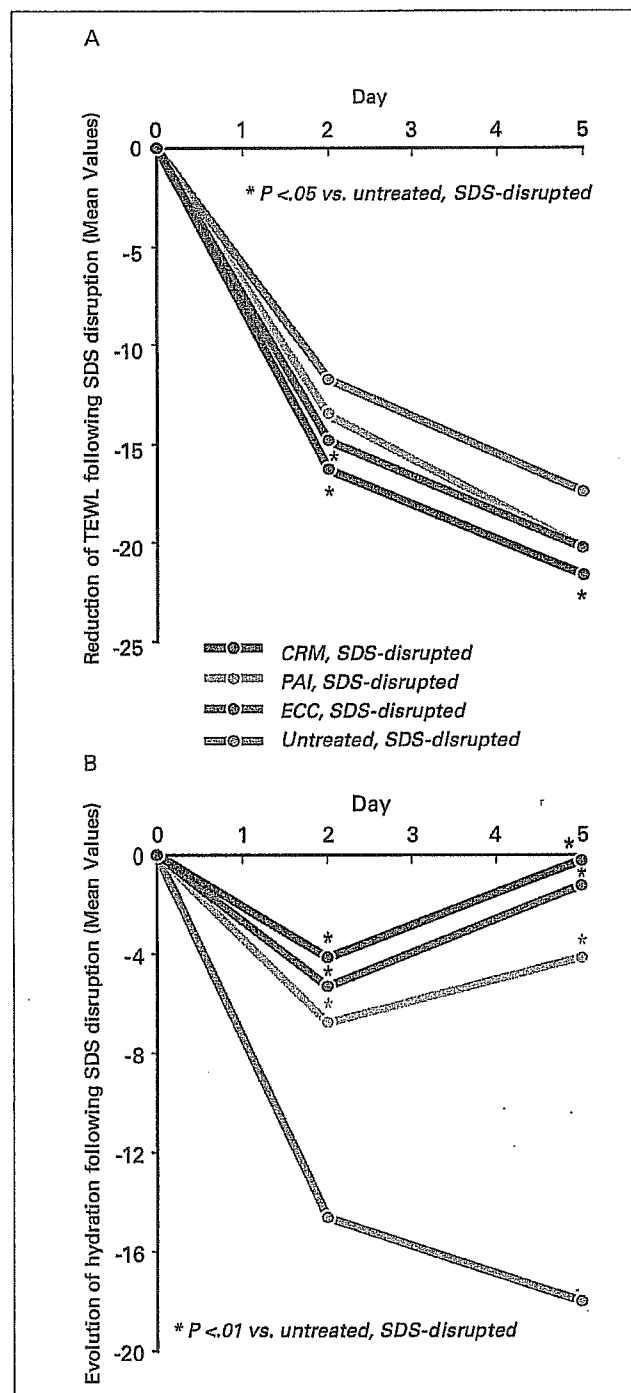 A
Day
0 1 2 3 4 5
0
-5
-10
-15
-20
-25
Reduction of TEWL following SDS disruption (Mean Values)
* P <.05 vs. untreated, SDS-disrupted
*
*
*
CRM, SDS-disrupted
PAI, SDS-disrupted
ECC, SDS-disrupted
Untreated, SDS-disrupted
B
Day
0 1 2 3 4 5
0
-4
-8
-12
-16
-20
Evolution of hydration following SDS disruption (Mean Values)
*
*
*
*
*
*
* P <.01 vs. untreated, SDS-disrupted